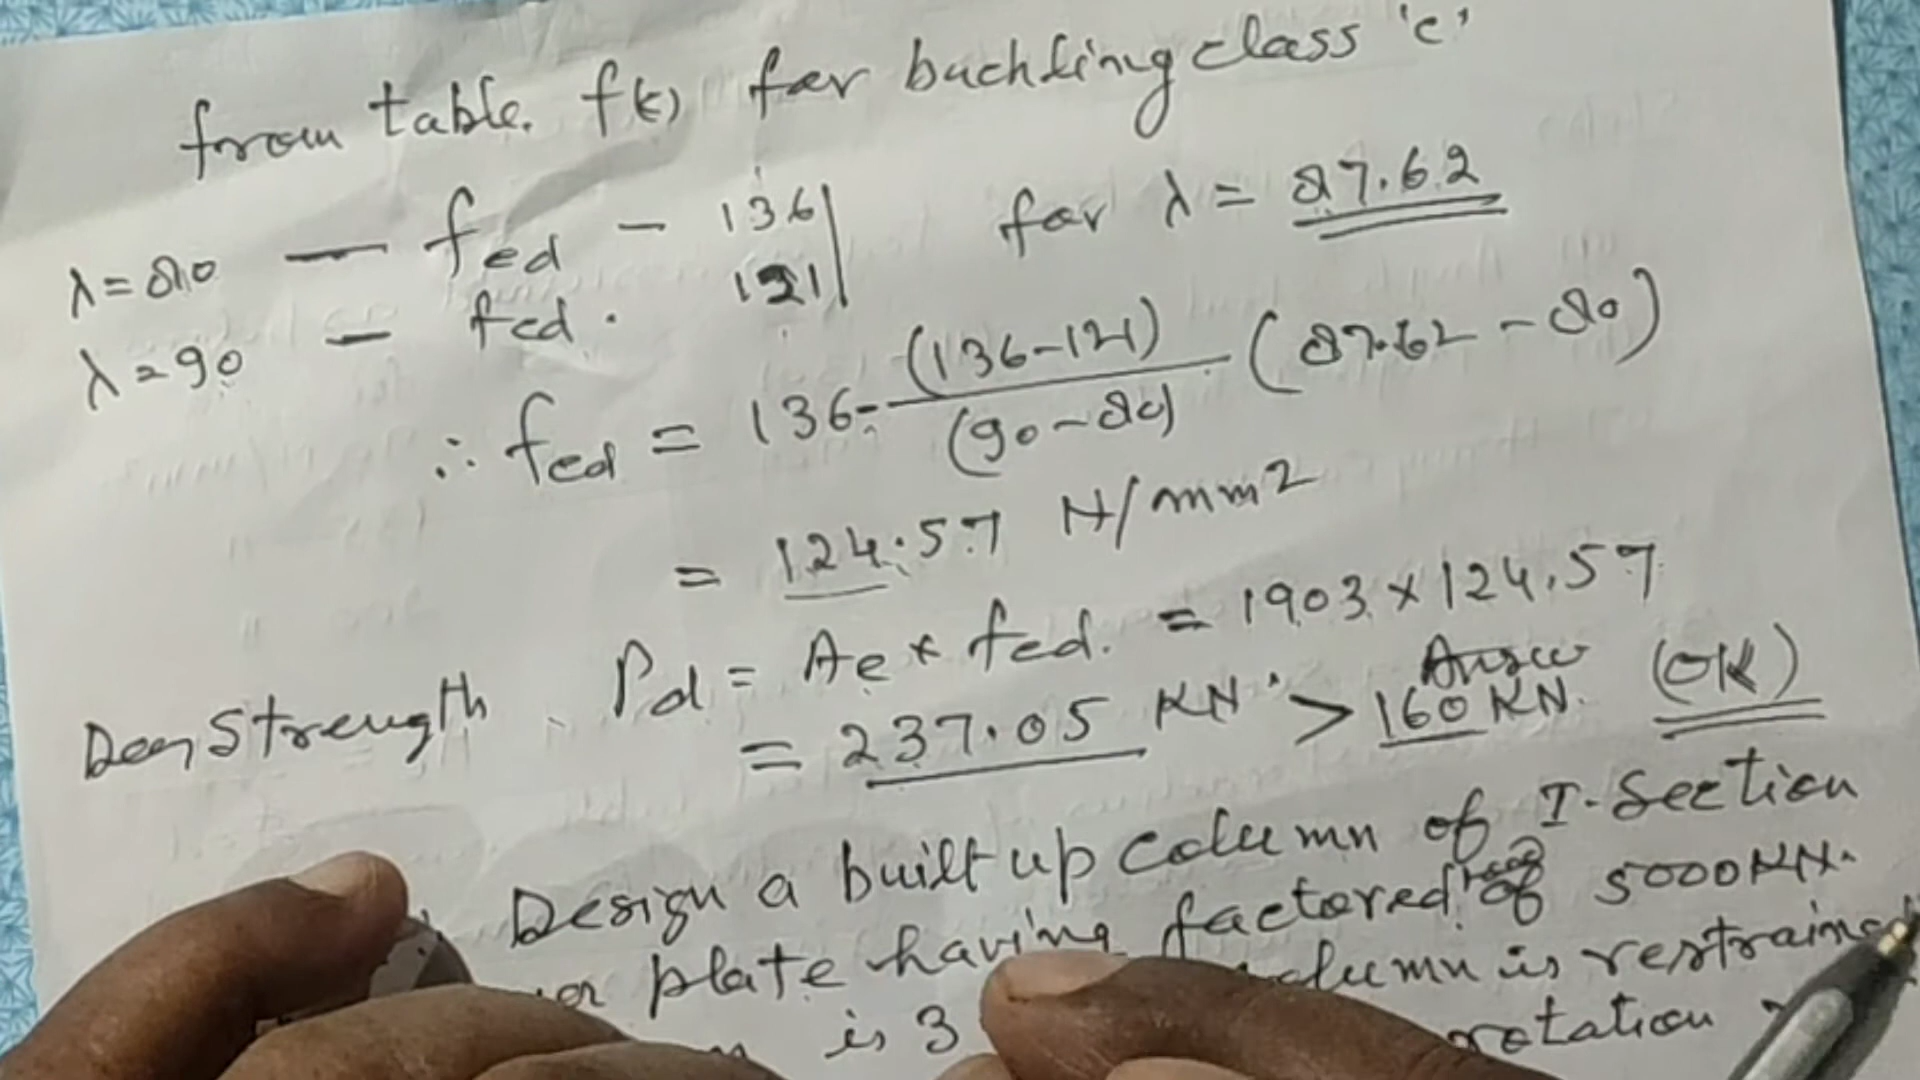 from table. f(c) for buckling class 'c'
λ = 80 — fcd - 136 for λ = 87.62
λ = 90 — fcd . 121
∴ fcd = 136 - (136-121) / (90-80) (87.62 - 80)
= 124.57 N/mm2
Strength Pd = Ae × fcd. = 1903 × 124.57
= 237.05 KN > 160 KN. (OK)
Design a built up column of I-Section
plate having factored load of 5000 KN.
column is restrained
is 3 rotation